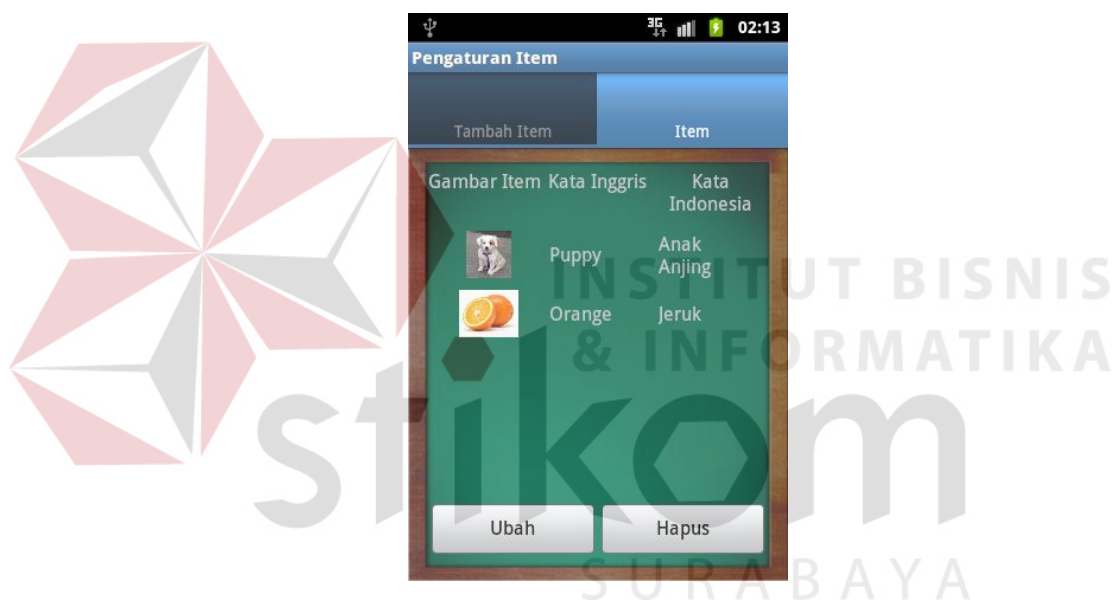 02:13
Pengaturan Item
Tambah Item
Item
Gambar Item Kata Inggris Kata
Indonesia
Puppy
Anak
Anjing
Orange
Jeruk
Ubah
Hapus
INSTITUT BISNIS
& INFORMATIKA
stikom
SURABAYA
3G